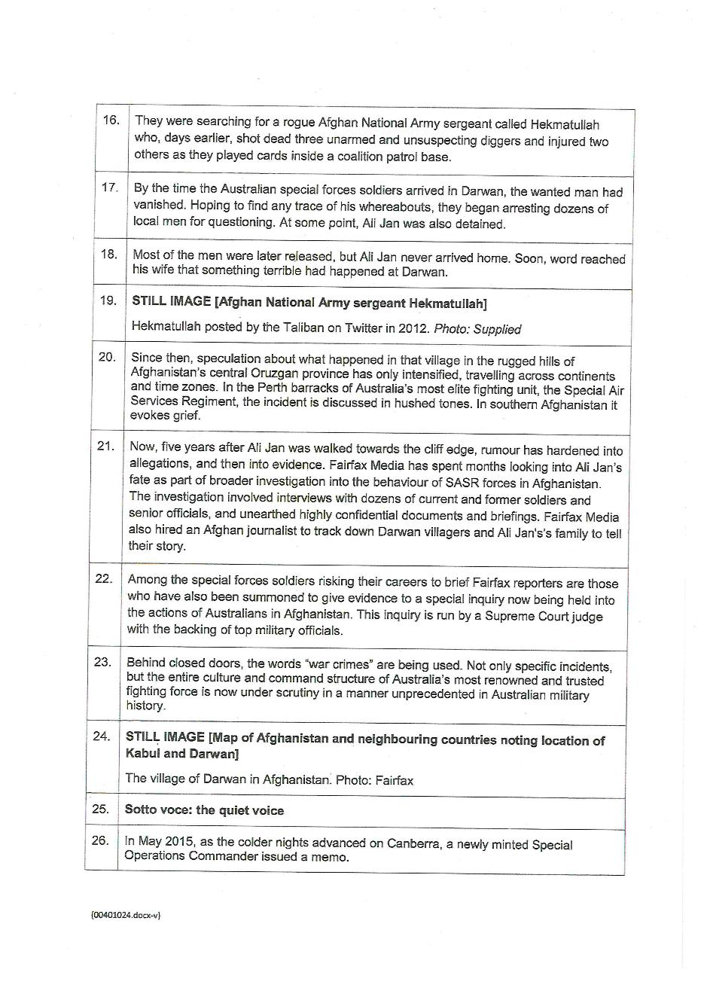 16. They were searching for a rogue Afghan National Army sergeant called Hekmatullah
who, days earlier, shot dead three unarmed and unsuspecting diggers and injured two
others as they played cards inside a coalition patrol base.
17. By the time the Australian special forces soldiers arrived in Darwan, the wanted man had
vanished. Hoping to find any trace of his whereabouts, they began arresting dozens of
local men for questioning. At some point, Ali Jan was also detained.
18. Most of the men were later released, but Ali Jan never arrived home. Soon, word reached
his wife that something terrible had happened at Darwan.
19. STILL IMAGE [Afghan National Army sergeant Hekmatullah]
Hekmatullah posted by the Taliban on Twitter in 2012. Photo: Supplied
20. Since then, speculation about what happened in that village in the rugged hills of
Afghanistan's central Oruzgan province has only intensified, travelling across continents
and time zones. In the Perth barracks of Australia's most elite fighting unit, the Special Air
Services Regiment, the incident is discussed in hushed tones. In southern Afghanistan it
evokes grief.
21. Now, five years after Ali Jan was walked towards the cliff edge, rumour has hardened into
allegations, and then into evidence. Fairfax Media has spent months looking into Ali Jan's
fate as part of broader investigation into the behaviour of SASR forces in Afghanistan.
The investigation involved interviews with dozens of current and former soldiers and
senior officials, and unearthed highly confidential documents and briefings. Fairfax Media
also hired an Afghan journalist to track down Darwan villagers and Ali Jan's's family to tell
their story.
22. Among the special forces soldiers risking their careers to brief Fairfax reporters are those
who have also been summoned to give evidence to a special inquiry now being held into
the actions of Australians in Afghanistan. This inquiry is run by a Supreme Court judge
with the backing of top military officials.
23. Behind closed doors, the words "war crimes" are being used. Not only specific incidents,
but the entire culture and command structure of Australia's most renowned and trusted
fighting force is now under scrutiny in a manner unprecedented in Australian military
history.
24. STILL IMAGE [Map of Afghanistan and neighbouring countries noting location of
Kabul and Darwan]
The village of Darwan in Afghanistan. Photo: Fairfax
25. Sotto voce: the quiet voice
26. In May 2015, as the colder nights advanced on Canberra, a newly minted Special
Operations Commander issued a memo.
{00401024.docx-v}